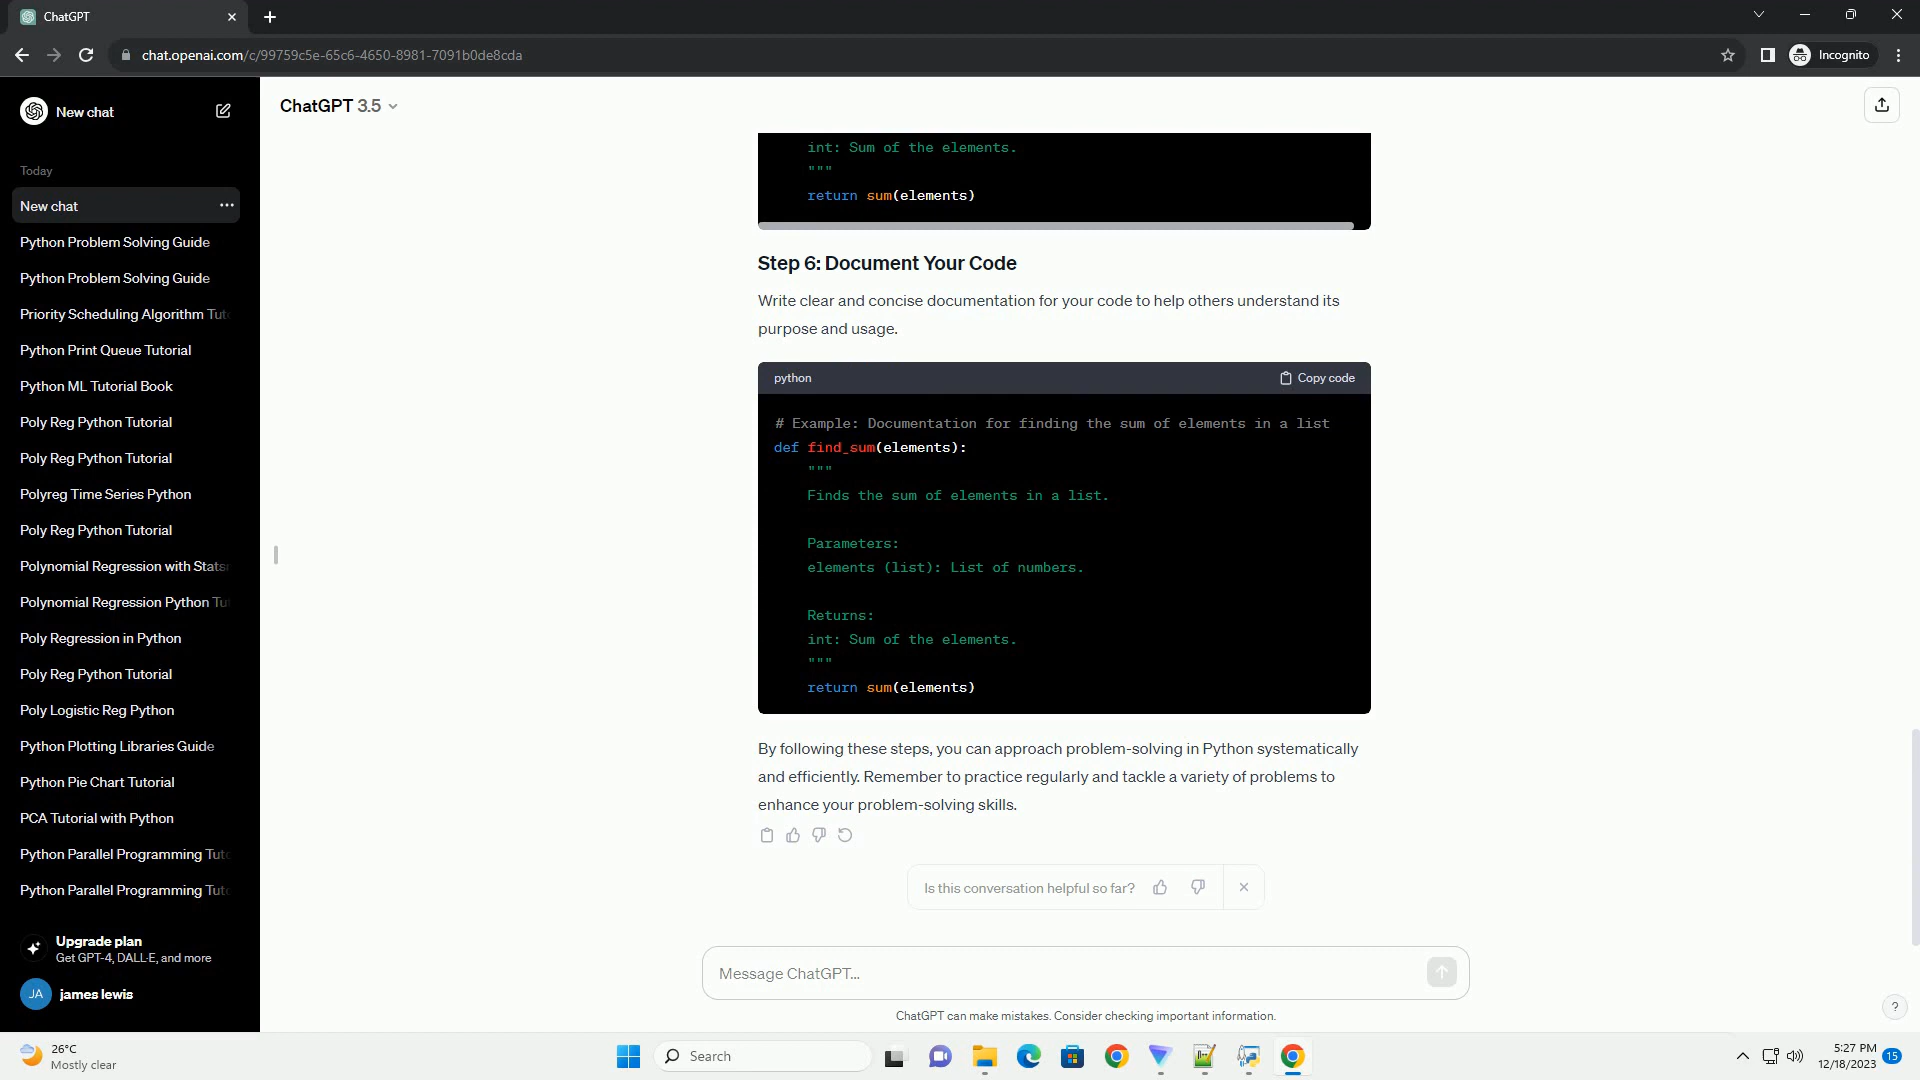 ChatGPT
chat.openai.com/c/99759c5e-65c6-4650-8981-7091b0de8cda
Incognito
New chat
Today
New chat
Python Problem Solving Guide
Python Problem Solving Guide
Priority Scheduling Algorithm Tuto
Python Print Queue Tutorial
Python ML Tutorial Book
Poly Reg Python Tutorial
Poly Reg Python Tutorial
Polyreg Time Series Python
Poly Reg Python Tutorial
Polynomial Regression with Stats
Polynomial Regression Python Tu
Poly Regression in Python
Poly Reg Python Tutorial
Poly Logistic Reg Python
Python Plotting Libraries Guide
Python Pie Chart Tutorial
PCA Tutorial with Python
Python Parallel Programming Tuto
Python Parallel Programming Tuto
Upgrade plan
Get GPT-4, DALL·E, and more
JA
james lewis
ChatGPT 3.5
int: Sum of the elements.
"""
return sum(elements)
Step 6: Document Your Code
Write clear and concise documentation for your code to help others understand its
purpose and usage.
python
Copy code
# Example: Documentation for finding the sum of elements in a list
def find_sum(elements):
"""
Finds the sum of elements in a list.
Parameters:
elements (list): List of numbers.
Returns:
int: Sum of the elements.
"""
return sum(elements)
By following these steps, you can approach problem-solving in Python systematically
and efficiently. Remember to practice regularly and tackle a variety of problems to
enhance your problem-solving skills.
Is this conversation helpful so far?
Message ChatGPT...
ChatGPT can make mistakes. Consider checking important information.
?
26°C
Mostly clear
Search
5:27 PM
12/18/2023
15